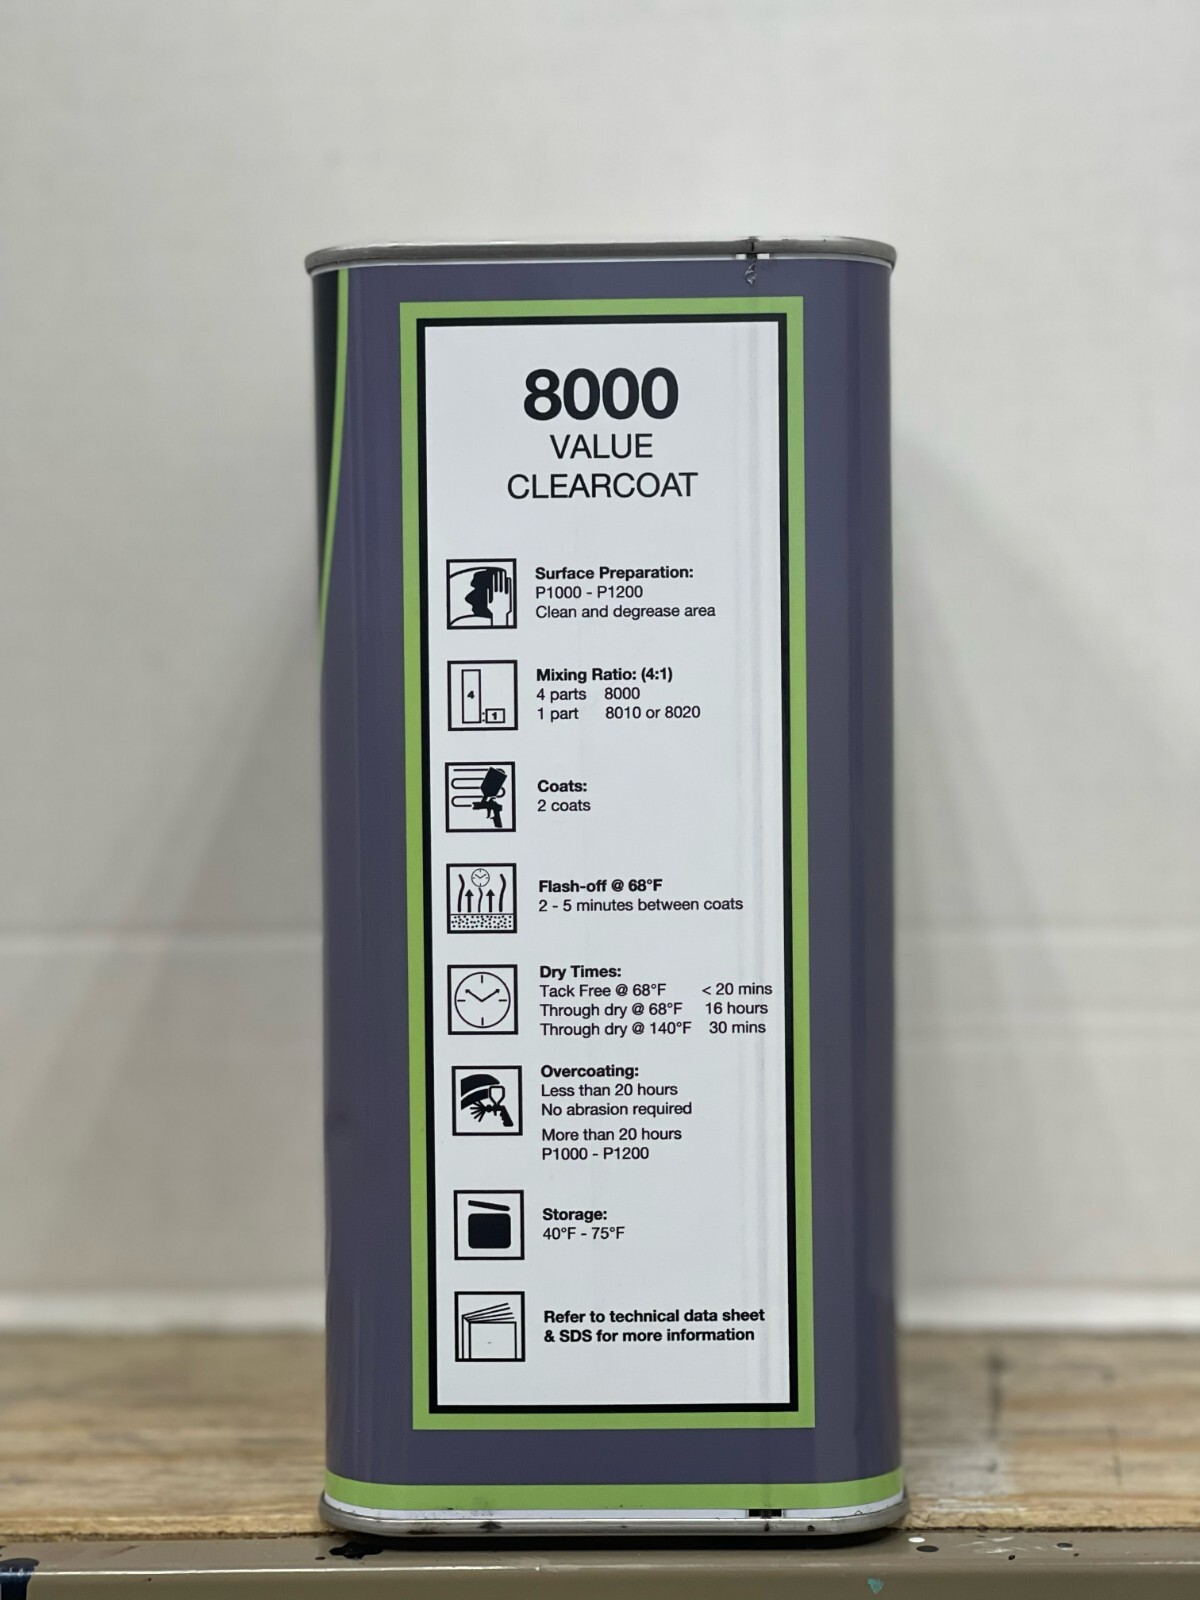 8000
VALUE
CLEARCOAT
Surface Preparation:
P1000 - P1200
Clean and degrease area
4
:
1
Mixing Ratio: (4:1)
4 parts 8000
1 part 8010 or 8020
Coats:
2 coats
Flash-off @ 68°F
2 - 5 minutes between coats
Dry Times:
Tack Free @ 68°F < 20 mins
Through dry @ 68°F 16 hours
Through dry @ 140°F 30 mins
Overcoating:
Less than 20 hours
No abrasion required
More than 20 hours
P1000 - P1200
Storage:
40°F - 75°F
Refer to technical data sheet
& SDS for more information